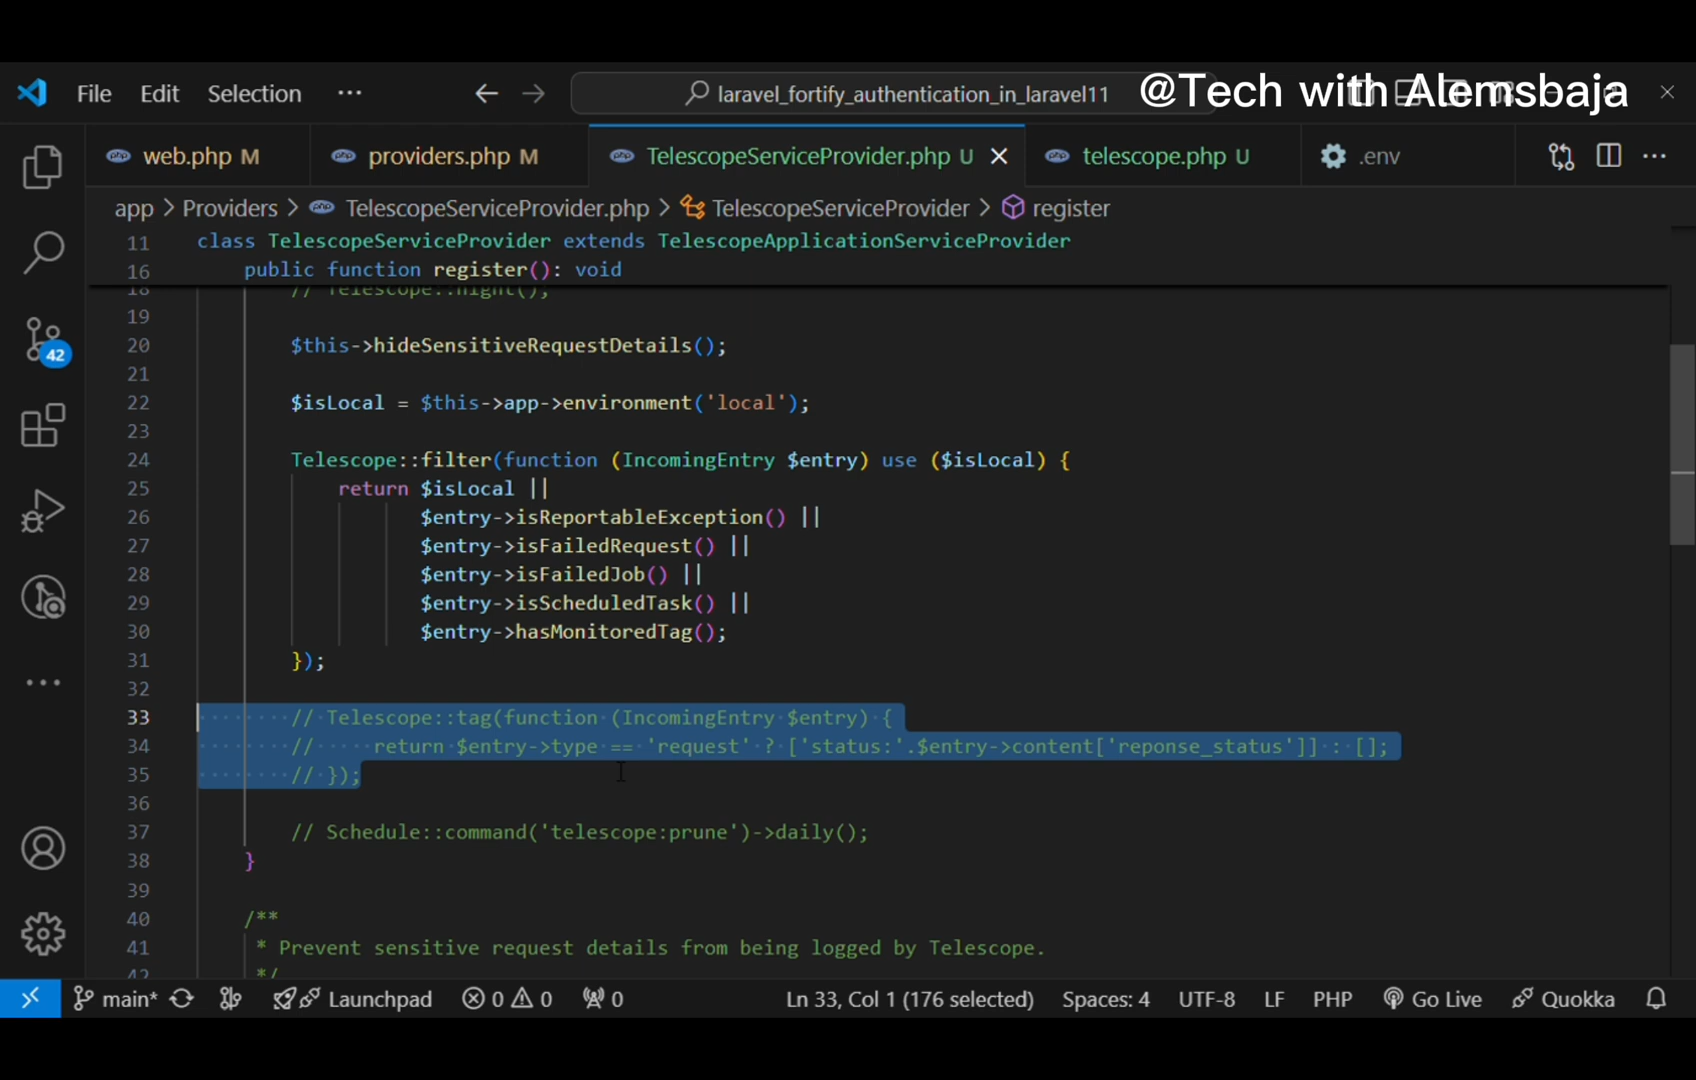 File Edit Selection ··· laravel_fortify_authentication_in_laravel11 @Tech with Alemsbaja
web.php M providers.php M TelescopeServiceProvider.php U telescope.php U .env
app > Providers > TelescopeServiceProvider.php > TelescopeServiceProvider > register
11 class TelescopeServiceProvider extends TelescopeApplicationServiceProvider
16 public function register(): void
18 // Telescope::night();
19
20 $this->hideSensitiveRequestDetails();
21
22 $isLocal = $this->app->environment('local');
23
24 Telescope::filter(function (IncomingEntry $entry) use ($isLocal) {
25 return $isLocal ||
26 $entry->isReportableException() ||
27 $entry->isFailedRequest() ||
28 $entry->isFailedJob() ||
29 $entry->isScheduledTask() ||
30 $entry->hasMonitoredTag();
31 });
32
33 // Telescope::tag(function (IncomingEntry $entry) {
34 // return $entry->type == 'request' ? ['status:'.$entry->content['reponse_status']] : [];
35 // });
36
37 // Schedule::command('telescope:prune')->daily();
38 }
39
40 /**
41 * Prevent sensitive request details from being logged by Telescope.
42 */
42
main* Launchpad 0 0 0 Ln 33, Col 1 (176 selected) Spaces: 4 UTF-8 LF PHP Go Live Quokka